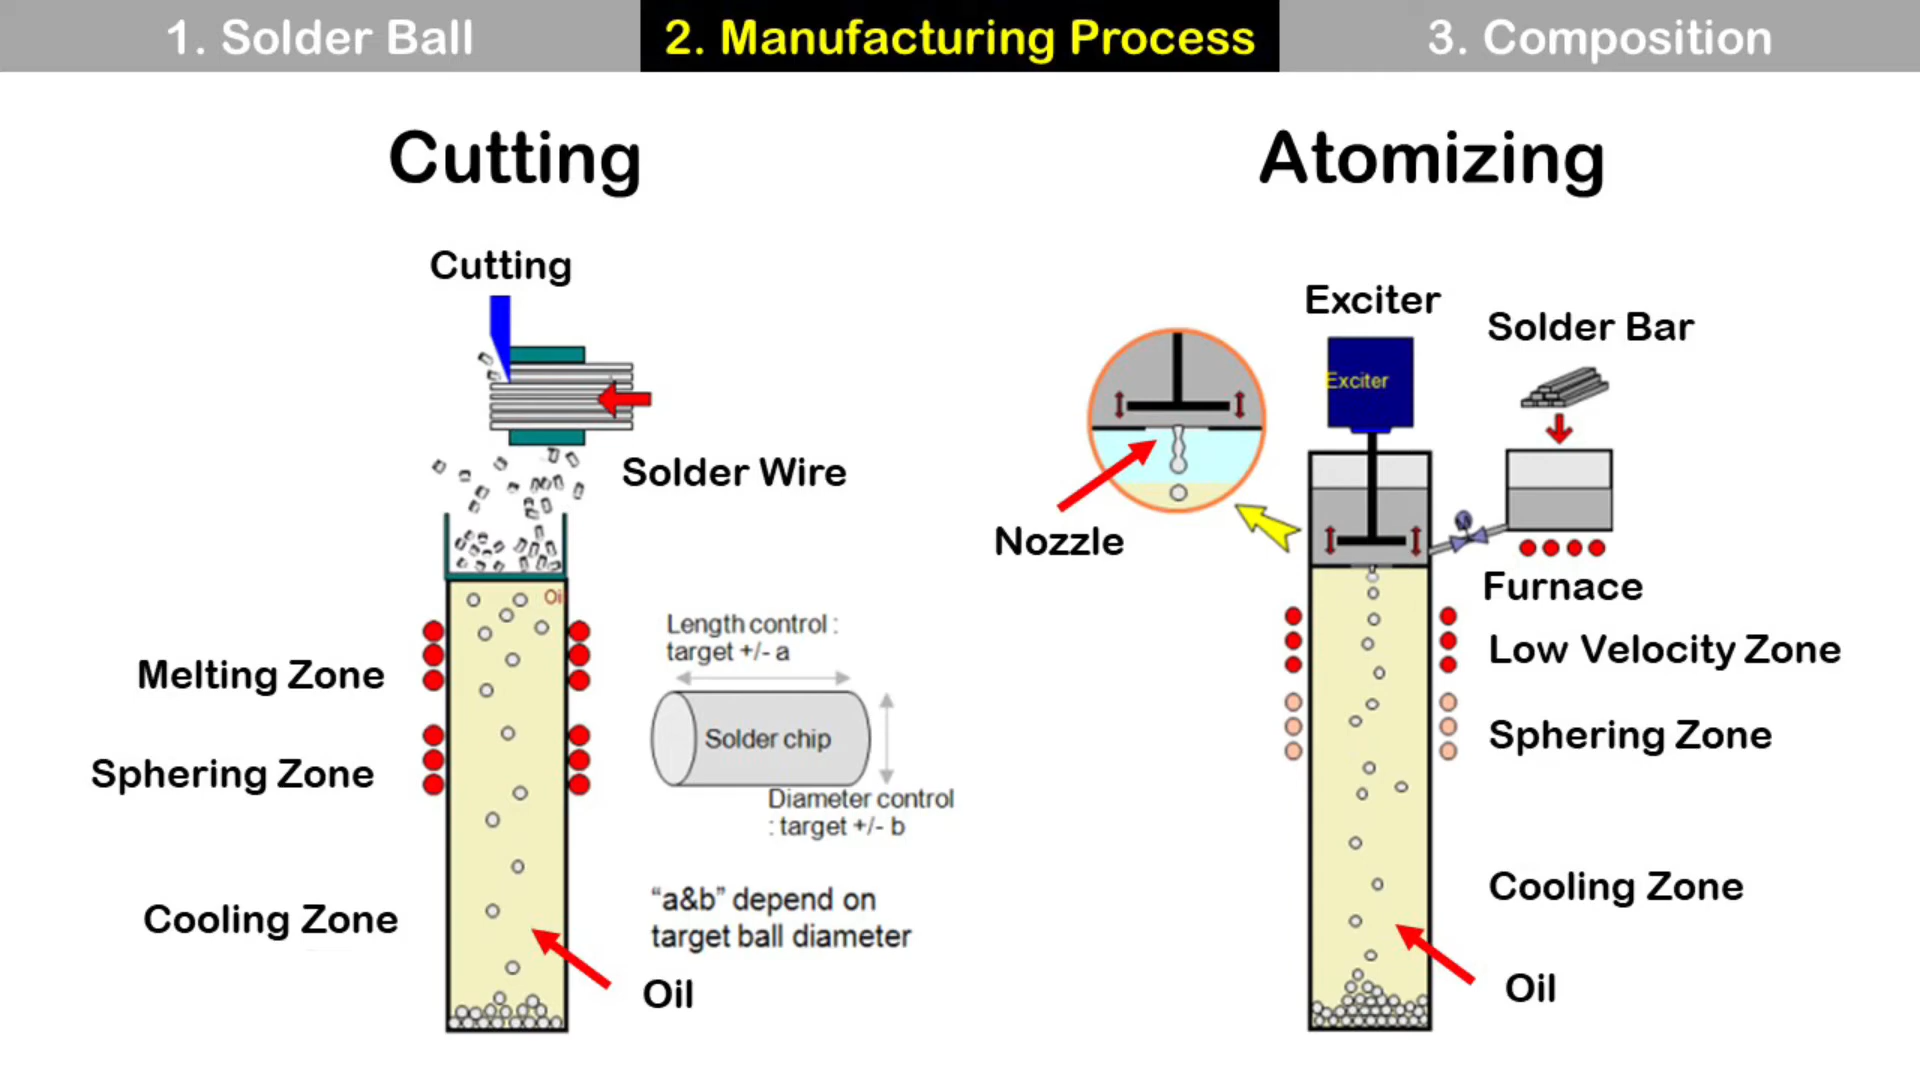 1. Solder Ball
2. Manufacturing Process
3. Composition
Cutting
Cutting
Solder Wire
Oil
Melting Zone
Sphering Zone
Cooling Zone
Length control :
target +/- a
Solder chip
Diameter control
: target +/- b
“a&b” depend on
target ball diameter
Oil
Atomizing
Exciter
Exciter
Solder Bar
Nozzle
Furnace
Low Velocity Zone
Sphering Zone
Cooling Zone
Oil